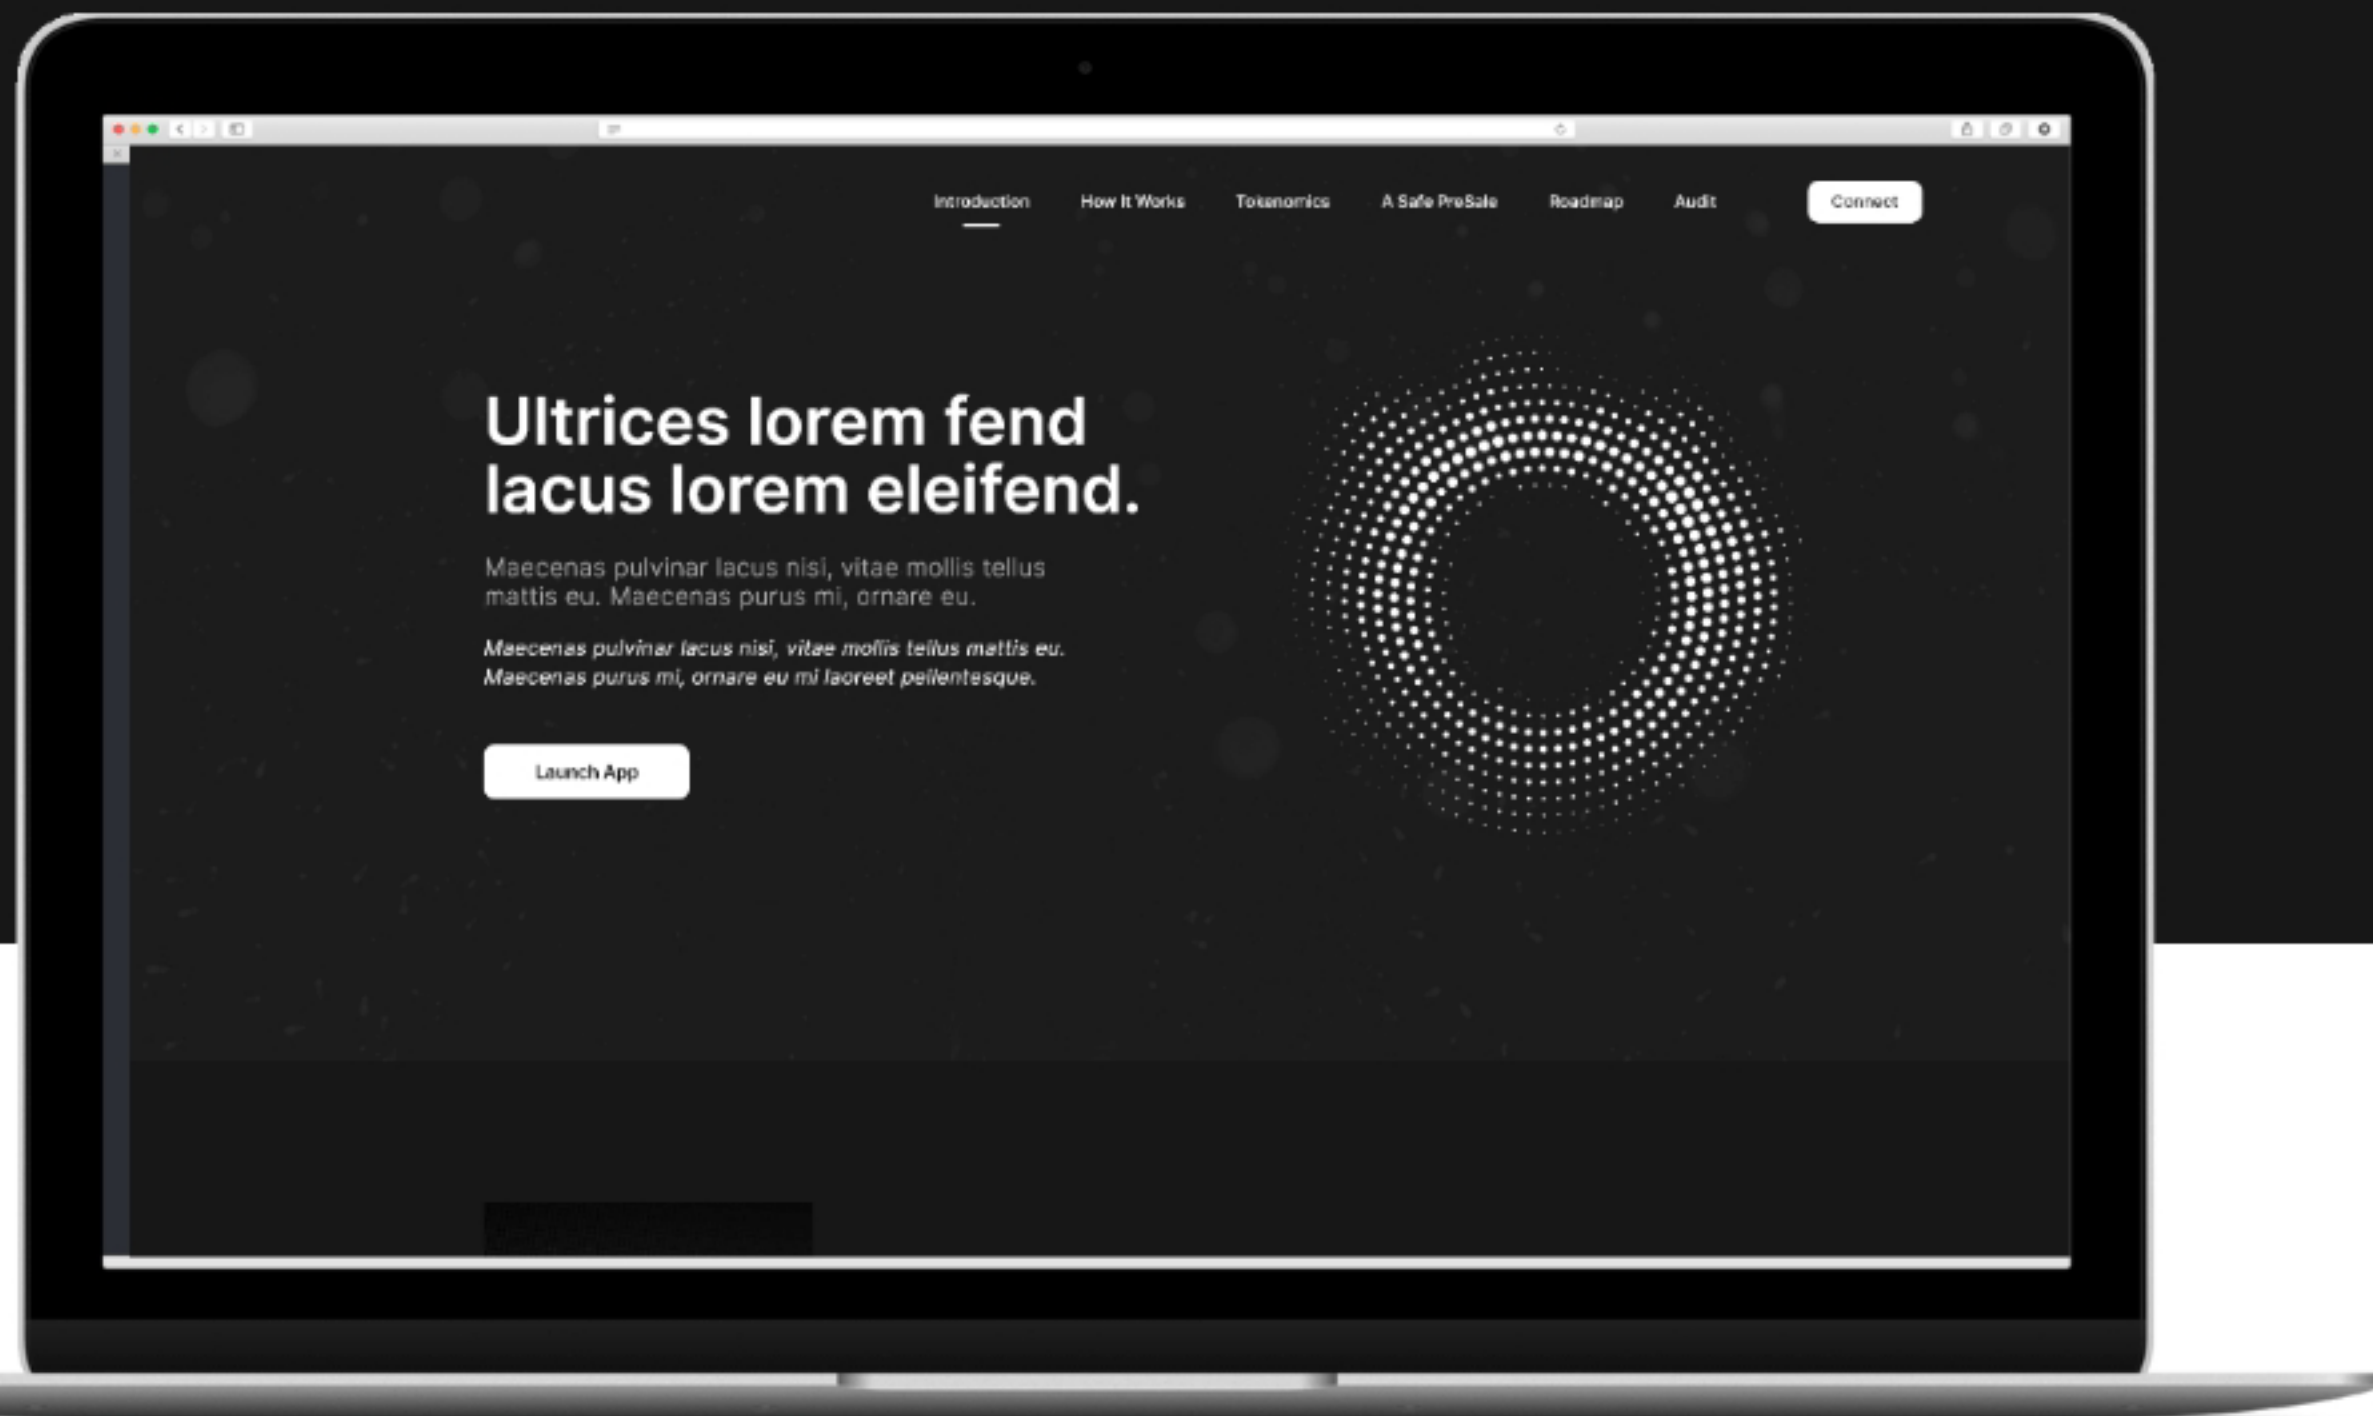 Introduction How It Works Tokenomics A Safe PreSale Roadmap Audit Connect
Ultrices lorem fend
lacus lorem eleifend.
Maecenas pulvinar lacus nisi, vitae mollis tellus
mattis eu. Maecenas purus mi, ornare eu.
Maecenas pulvinar lacus nisi, vitae mollis tellus mattis eu.
Maecenas purus mi, ornare eu mi laoreet pellentesque.
Launch App